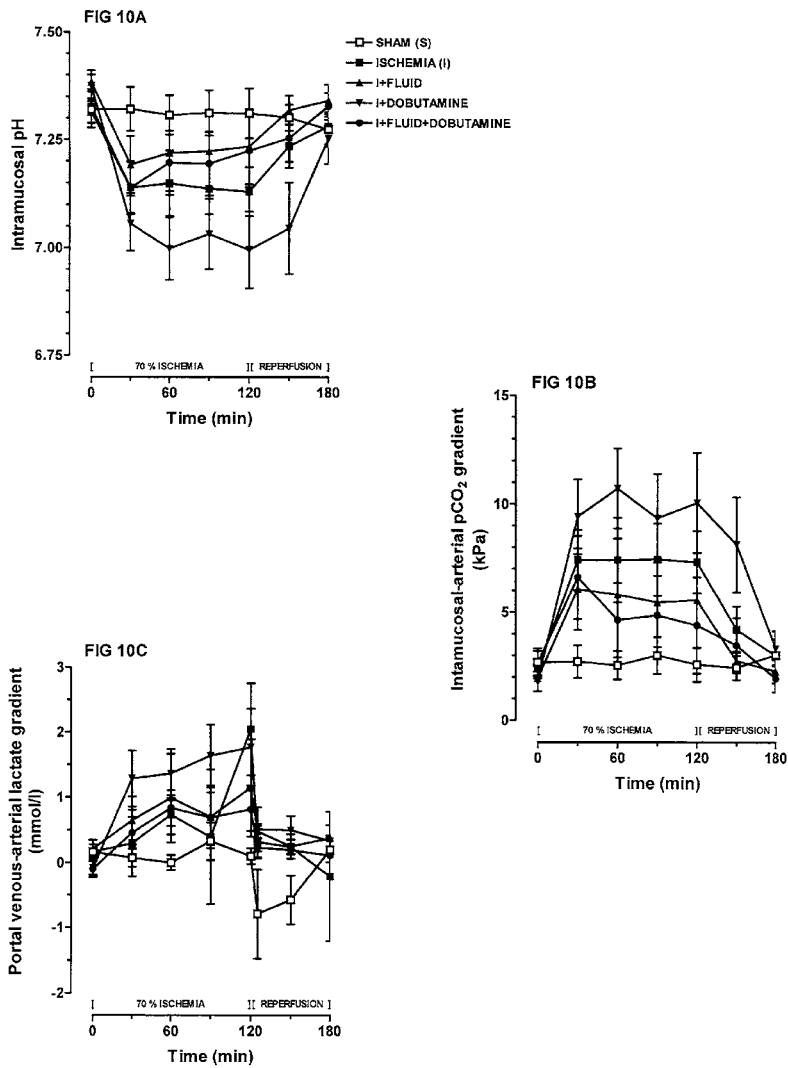 FIG 10A
7.50
7.25
7.00
6.75
Intramucosal pH
SHAM (S)
ISCHEMIA (I)
I+FLUID
I+DOBUTAMINE
I+FLUID+DOBUTAMINE
[ 70 % ISCHEMIA ][ REPERFUSION ]
0 60 120 180
Time (min)
FIG 10B
15
10
5
0
Intamucosal-arterial pCO2 gradient
(kPa)
[ 70 % ISCHEMIA ][ REPERFUSION ]
0 60 120 180
Time (min)
FIG 10C
3
2
1
0
-1
-2
Portal venous-arterial lactate gradient
(mmol/l)
[ 70 % ISCHEMIA ][ REPERFUSION ]
0 60 120 180
Time (min)